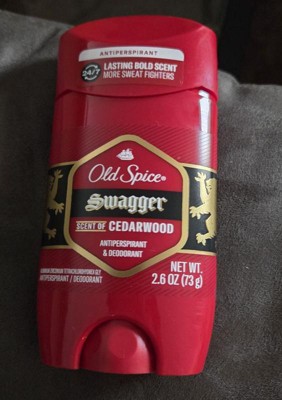 ANTIPERSPIRANT
24/7
LASTING BOLD SCENT
MORE SWEAT FIGHTERS
Old Spice®
Swagger
SCENT OF CEDARWOOD
ANTIPERSPIRANT
& DEODORANT
ANTIPERSPIRANT / DEODORANT
NET WT.
2.6 OZ (73 g)